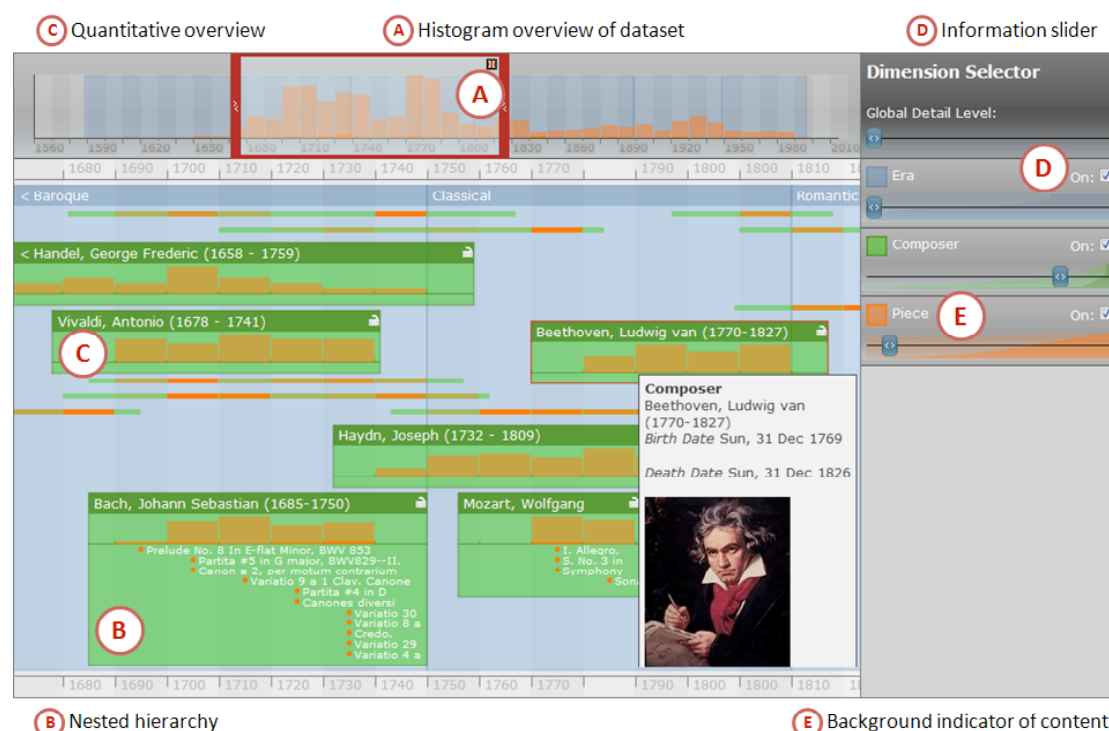 C Quantitative overview
A Histogram overview of dataset
D Information slider
A
1560 1590 1620 1650 1680 1710 1740 1770 1800 1830 1860 1890 1920 1950 1980 2010
Dimension Selector
Global Detail Level:
D
1680 1690 1700 1710 1720 1730 1740 1750 1760 1770 1780 1790 1800 1810 18
Era On:
< Baroque Classical Romantic
Composer On:
< Handel, George Frederic (1658 - 1759)
Piece E On:
Vivaldi, Antonio (1678 - 1741)
C
Beethoven, Ludwig van (1770-1827)
Composer
Beethoven, Ludwig van
(1770-1827)
Birth Date Sun, 31 Dec 1769
Death Date Sun, 31 Dec 1826
Haydn, Joseph (1732 - 1809)
Bach, Johann Sebastian (1685-1750)
Prelude No. 8 In E-flat Minor, BWV 853
Partita #5 in G major, BWV829--II.
Canon a 2, per motum contrarium
Variatio 9 a 1 Clav. Canone
Partita #4 in D
Canones diversi
Variatio 30
Variatio 8 a
Credo,
Variatio 29
Variatio 4 a
B
Mozart, Wolfgang
I. Allegro,
S. No. 3 in
Symphony
Son
1680 1690 1700 1710 1720 1730 1740 1750 1760 1770 1790 1800 1800 1810 18
B Nested hierarchy
E Background indicator of content